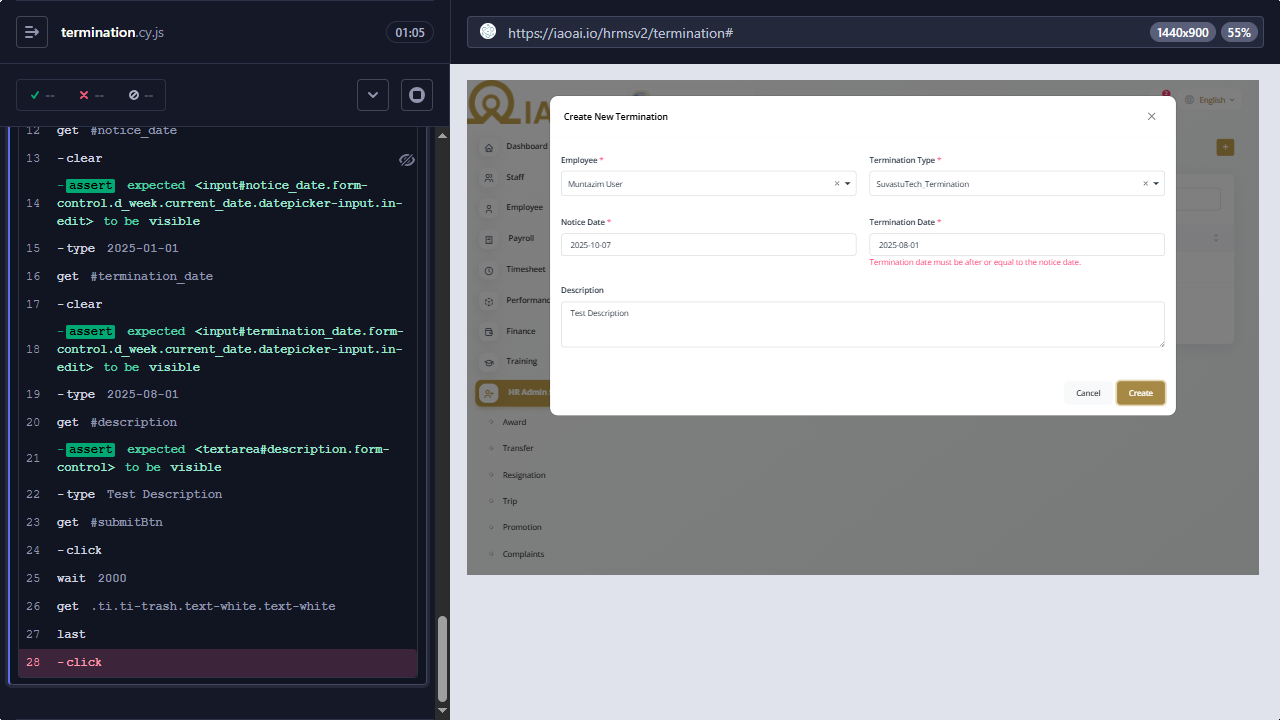 termination.cy.js
01:05
--
--
--
12 get #notice_date
13 -clear
14 -assert expected <input#notice_date.form-
control.d_week.current_date.datepicker-input.in-
edit> to be visible
15 -type 2025-01-01
16 get #termination_date
17 -clear
18 -assert expected <input#termination_date.form-
control.d_week.current_date.datepicker-input.in-
edit> to be visible
19 -type 2025-08-01
20 get #description
21 -assert expected <textarea#description.form-
control> to be visible
22 -type Test Description
23 get #submitBtn
24 -click
25 wait 2000
26 get .ti.ti-trash.text-white.text-white
27 last
28 -click
https://iaoai.io/hrmsv2/termination#
1440x900
55%
IA
2
English
Dashboard
Staff
Employee
Payroll
Timesheet
Performanc
Finance
Training
HR Admin
Award
Transfer
Resignation
Trip
Promotion
Complaints
+
Create New Termination
Employee *
Termination Type *
Muntazim User
SuvastuTech_Termination
Notice Date *
Termination Date *
2025-10-07
2025-08-01
Termination date must be after or equal to the notice date.
Description
Test Description
Cancel
Create